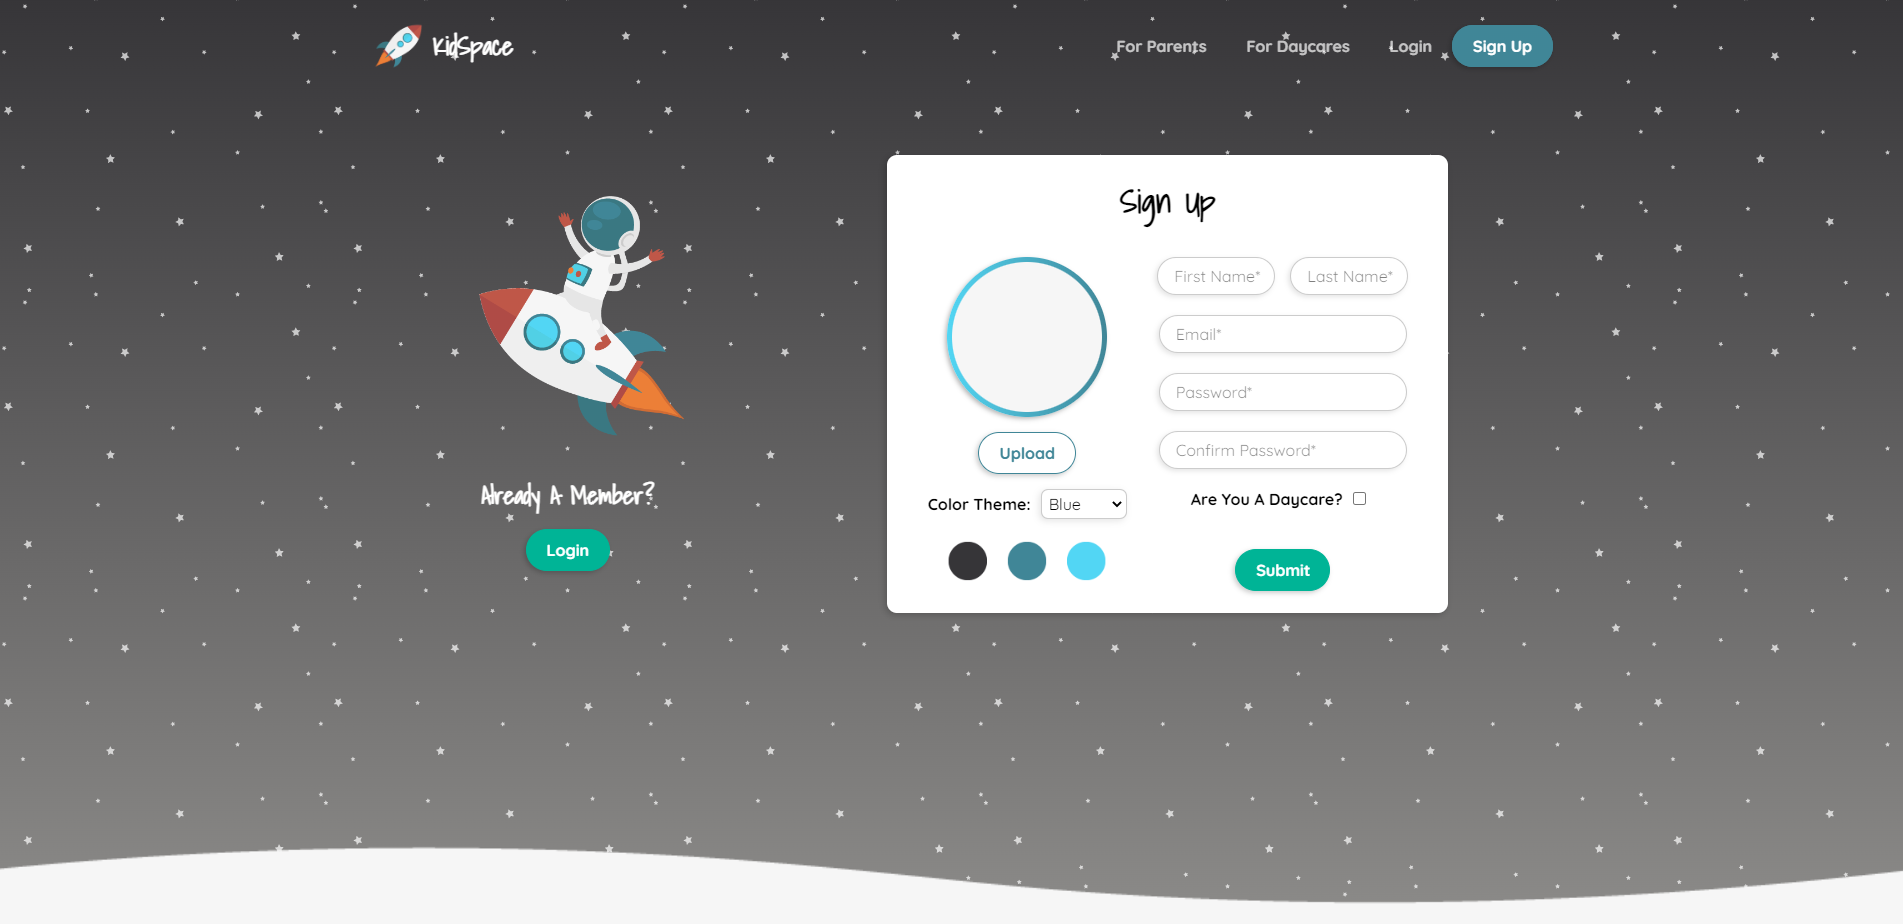 KidSpace
For Parents
For Daycares
Login
Sign Up
Sign Up
First Name*
Last Name*
Email*
Password*
Confirm Password*
Upload
Color Theme: Blue
Are You A Daycare?
Submit
Already A Member?
Login